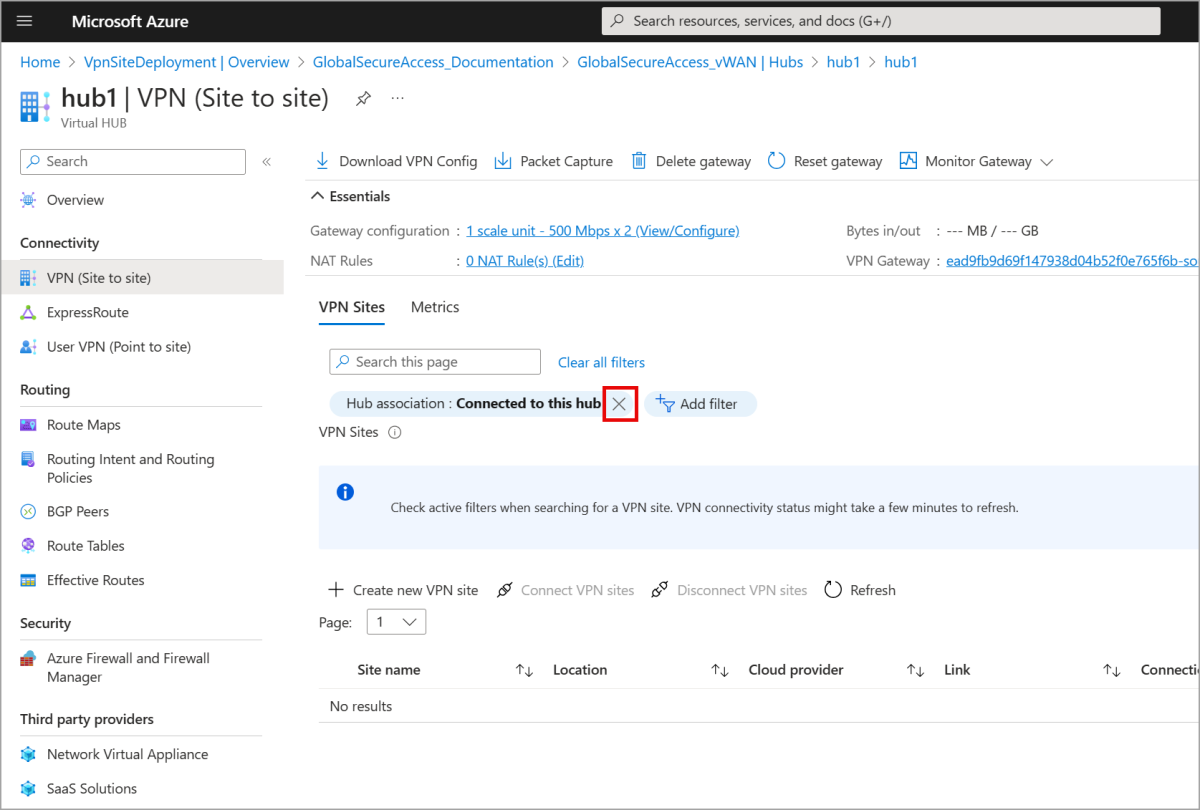 Microsoft Azure
Search resources, services, and docs (G+/)
Home > VpnSiteDeployment | Overview > GlobalSecureAccess_Documentation > GlobalSecureAccess_vWAN | Hubs > hub1 > hub1
hub1 | VPN (Site to site)
Virtual HUB
Search
Overview
Connectivity
VPN (Site to site)
ExpressRoute
User VPN (Point to site)
Routing
Route Maps
Routing Intent and Routing
Policies
BGP Peers
Route Tables
Effective Routes
Security
Azure Firewall and Firewall
Manager
Third party providers
Network Virtual Appliance
SaaS Solutions
Download VPN Config Packet Capture Delete gateway Reset gateway Monitor Gateway
Essentials
Gateway configuration : 1 scale unit - 500 Mbps x 2 (View/Configure) Bytes in/out : --- MB / --- GB
NAT Rules : 0 NAT Rule(s) (Edit) VPN Gateway : ead9fb9d69f147938d04b52f0e765f6b-so
VPN Sites Metrics
Search this page Clear all filters
Hub association : Connected to this hub Add filter
VPN Sites
Check active filters when searching for a VPN site. VPN connectivity status might take a few minutes to refresh.
Create new VPN site Connect VPN sites Disconnect VPN sites Refresh
Page: 1
Site name Location Cloud provider Link Connecti
No results